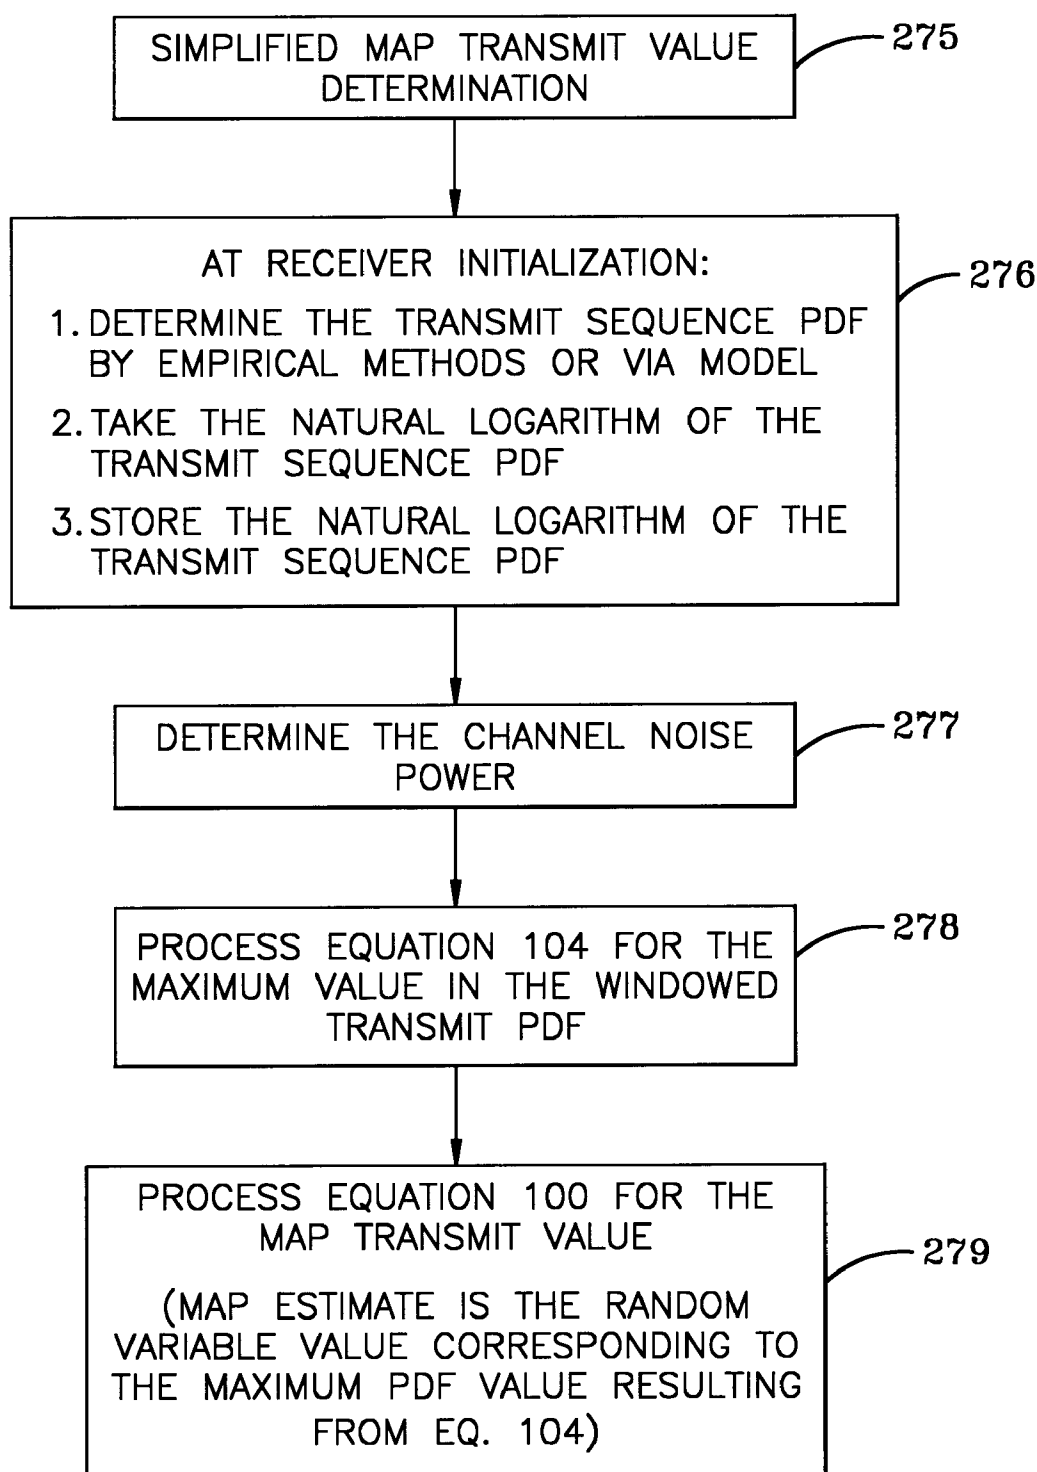 SIMPLIFIED MAP TRANSMIT VALUE
DETERMINATION
275
AT RECEIVER INITIALIZATION:
1. DETERMINE THE TRANSMIT SEQUENCE PDF
BY EMPIRICAL METHODS OR VIA MODEL
2. TAKE THE NATURAL LOGARITHM OF THE
TRANSMIT SEQUENCE PDF
3. STORE THE NATURAL LOGARITHM OF THE
TRANSMIT SEQUENCE PDF
276
DETERMINE THE CHANNEL NOISE
POWER
277
PROCESS EQUATION 104 FOR THE
MAXIMUM VALUE IN THE WINDOWED
TRANSMIT PDF
278
PROCESS EQUATION 100 FOR THE
MAP TRANSMIT VALUE
(MAP ESTIMATE IS THE RANDOM
VARIABLE VALUE CORRESPONDING TO
THE MAXIMUM PDF VALUE RESULTING
FROM EQ. 104)
279